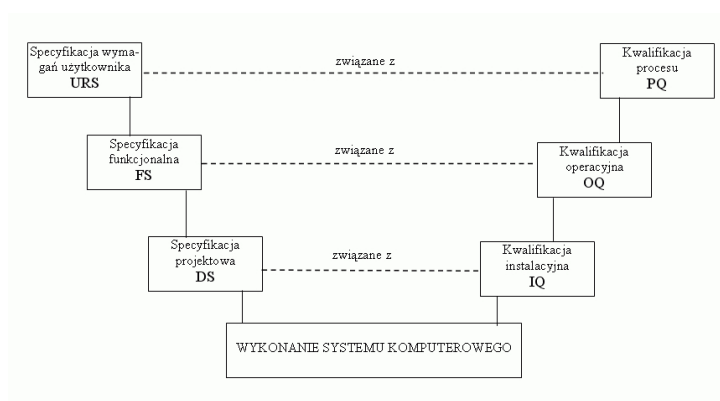 Specyfikacja wyma-
gań użytkownika
URS
związane z
Kwalifikacja
procesu
PQ
Specyfikacja
funkcjonalna
FS
związane z
Kwalifikacja
operacyjna
OQ
Specyfikacja
projektowa
DS
związane z
Kwalifikacja
instalacyjna
IQ
WYKONANIE SYSTEMU KOMPUTEROWEGO